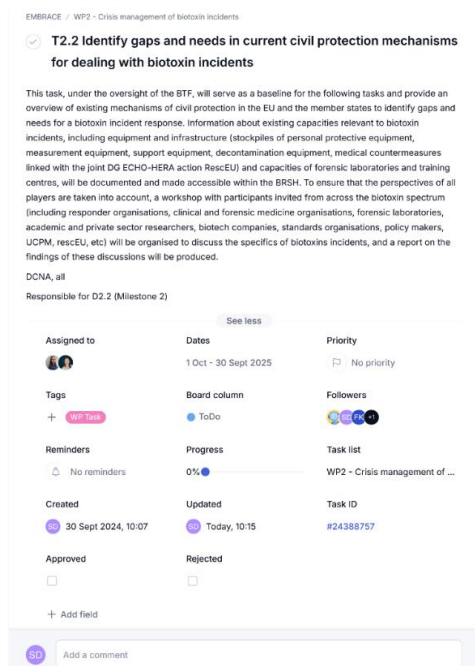 EMBRACE / WP2 - Crisis management of biotoxin incidents
T2.2 Identify gaps and needs in current civil protection mechanisms
for dealing with biotoxin incidents
This task, under the oversight of the BTF, will serve as a baseline for the following tasks and provide an
overview of existing mechanisms of civil protection in the EU and the member states to identify gaps and
needs for a biotoxin incident response. Information about existing capacities relevant to biotoxin
incidents, including equipment and infrastructure (stockpiles of personal protective equipment,
measurement equipment, support equipment, decontamination equipment, medical countermeasures
linked with the joint DG ECHO-HERA action RescEU) and capacities of forensic laboratories and training
centres, will be documented and made accessible within the BRSH. To ensure that the perspectives of all
players are taken into account, a workshop with participants invited from across the biotoxin spectrum
(including responder organisations, clinical and forensic medicine organisations, forensic laboratories,
academic and private sector researchers, biotech companies, standards organisations, policy makers,
UCPM, rescEU, etc) will be organised to discuss the specifics of biotoxins incidents, and a report on the
findings of these discussions will be produced.
DCNA, all
Responsible for D2.2 (Milestone 2)
See less
Assigned to Dates Priority
1 Oct - 30 Sept 2025 No priority
Tags Board column Followers
+ WP Task ToDo SD FK +1
Reminders Progress Task list
No reminders 0% WP2 - Crisis management of ...
Created Updated Task ID
SD 30 Sept 2024, 10:07 SD Today, 10:15 #24388757
Approved Rejected
+ Add field
SD Add a comment